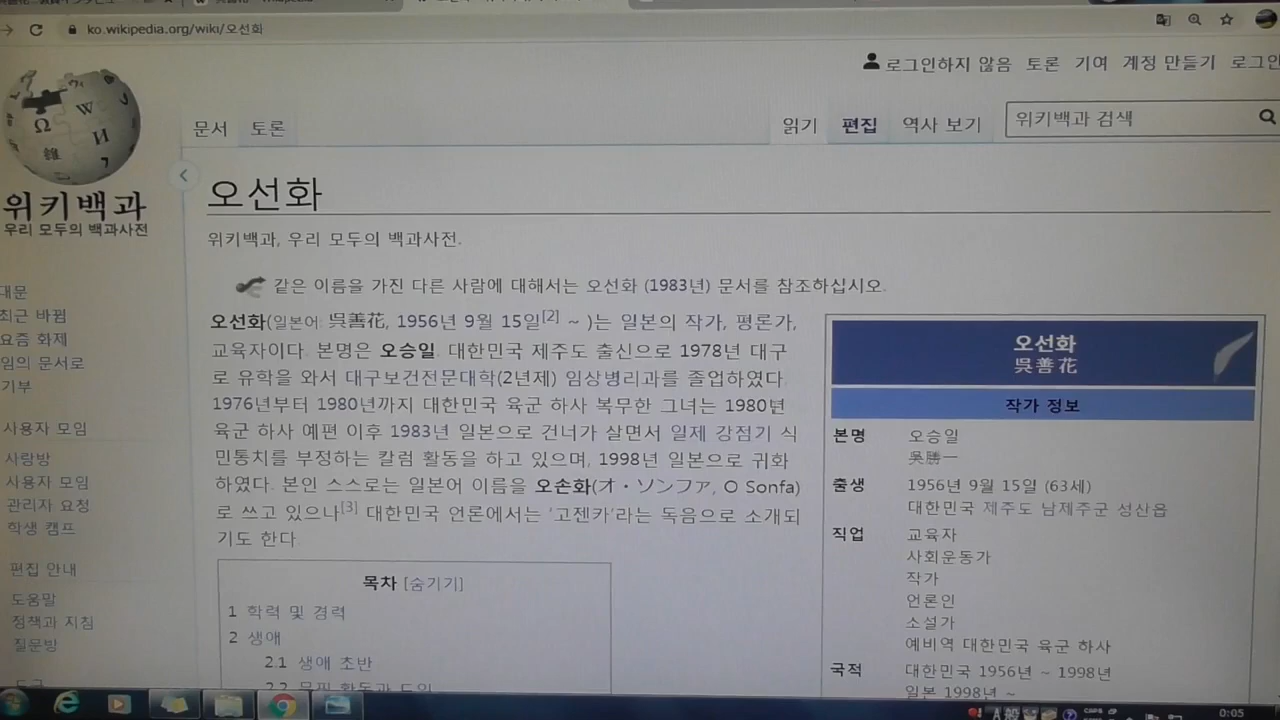 ko.wikipedia.org/wiki/오선화
로그인하지 않음 토론 기여 계정 만들기 로그인
문서 토론 읽기 편집 역사 보기 위키백과 검색
위키백과
우리 모두의 백과사전
오선화
위키백과, 우리 모두의 백과사전.
같은 이름을 가진 다른 사람에 대해서는 오선화 (1983년) 문서를 참조하십시오.
오선화(일본어: 呉善花, 1956년 9월 15일[2] ~ )는 일본의 작가, 평론가,
교육자이다. 본명은 오승일. 대한민국 제주도 출신으로 1978년 대구
로 유학을 와서 대구보건전문대학(2년제) 임상병리과를 졸업하였다.
1976년부터 1980년까지 대한민국 육군 하사 복무한 그녀는 1980년
육군 하사 예편 이후 1983년 일본으로 건너가 살면서 일제 강점기 식
민통치를 부정하는 칼럼 활동을 하고 있으며, 1998년 일본으로 귀화
하였다. 본인 스스로는 일본어 이름을 오손화(オ・ソンファ, O Sonfa)
로 쓰고 있으나[3] 대한민국 언론에서는 '고젠카'라는 독음으로 소개되
기도 한다.
목차 [숨기기]
1 학력 및 경력
2 생애
2.1 생애 초반
오선화
呉善花
작가 정보
본명 오승일
吳勝一
출생 1956년 9월 15일 (63세)
대한민국 제주도 남제주군 성산읍
직업 교육자
사회운동가
작가
언론인
소설가
예비역 대한민국 육군 하사
국적 대한민국 1956년 ~ 1998년
일본 1998년 ~
대문
최근 바뀜
요즘 화제
임의 문서로
기부
사용자 모임
사랑방
사용자 모임
관리자 요청
학생 캠프
편집 안내
도움말
정책과 지침
질문방
도구
A 般
0:05